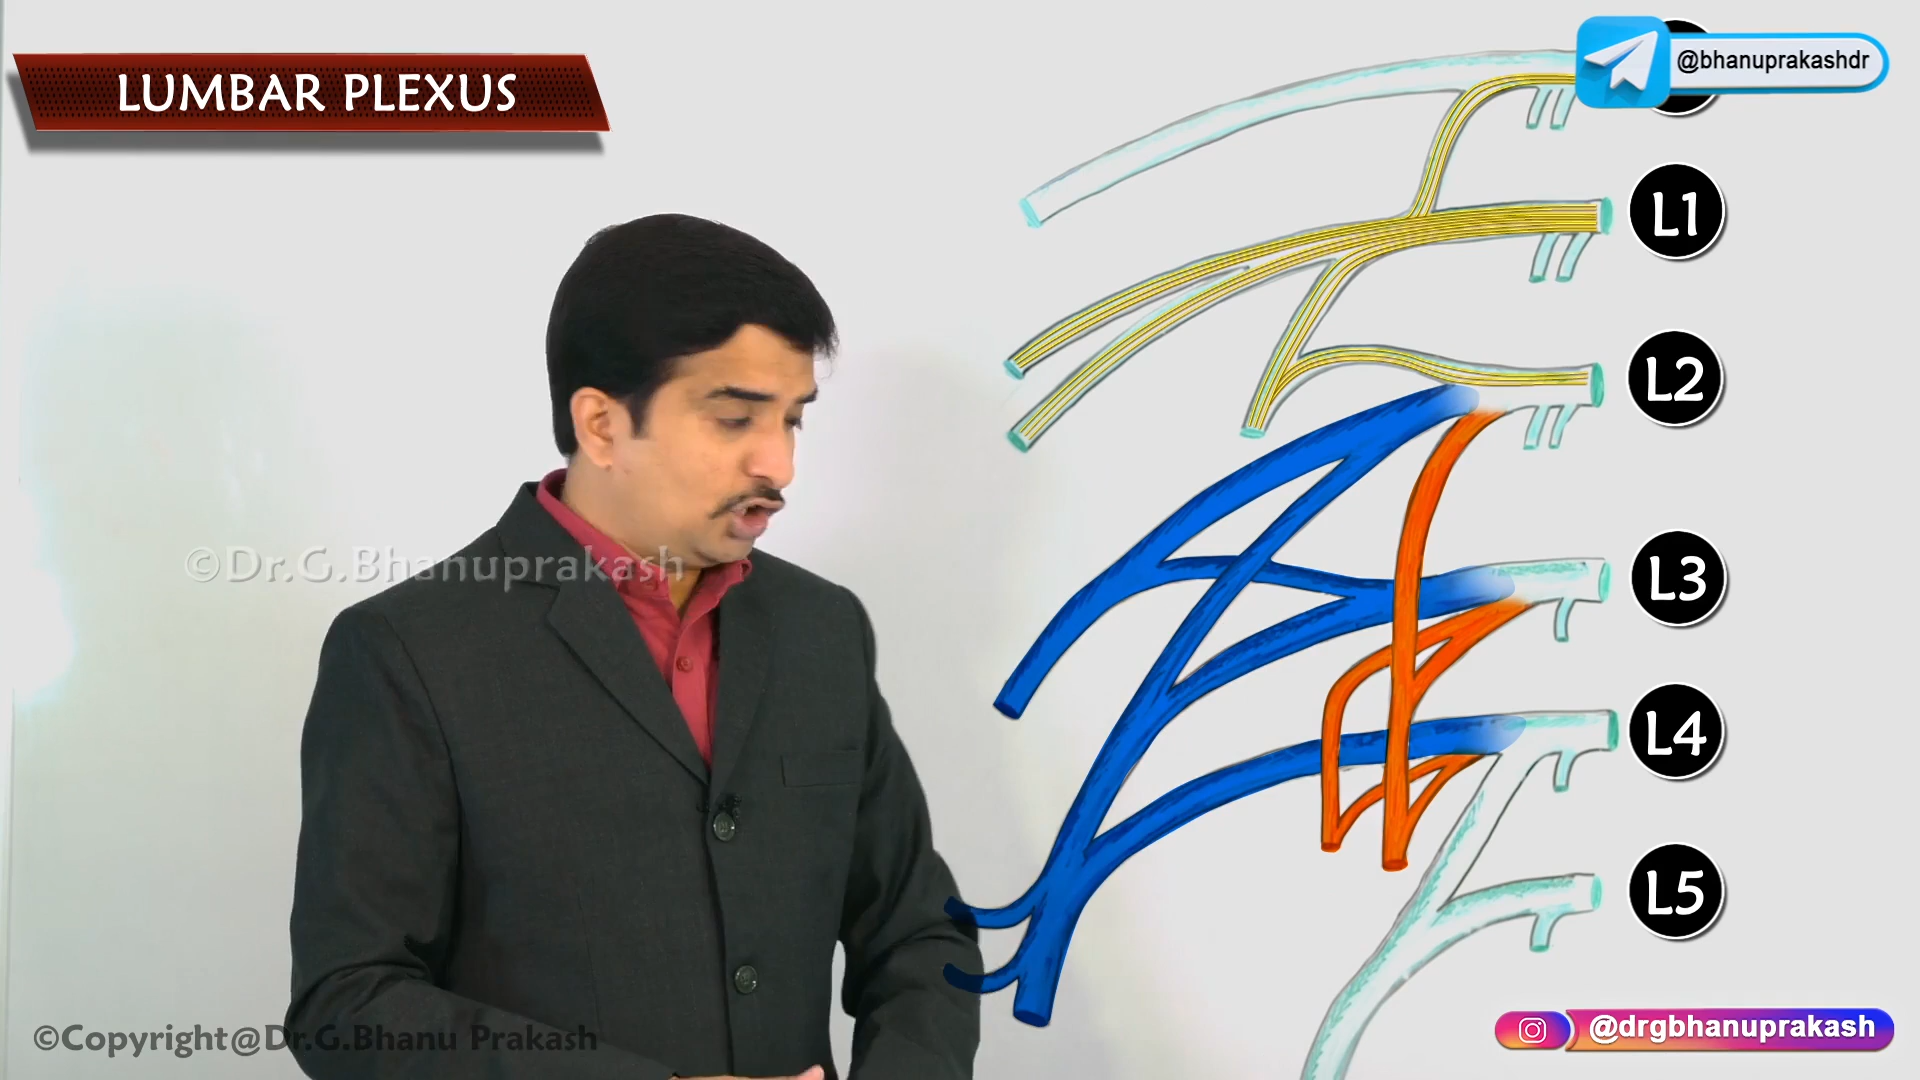 LUMBAR PLEXUS
@bhanuprakashdr
L1
L2
L3
L4
L5
©Dr.G.Bhanuprakash
©Copyright@Dr.G.Bhanu Prakash
@drgbhanuprakash